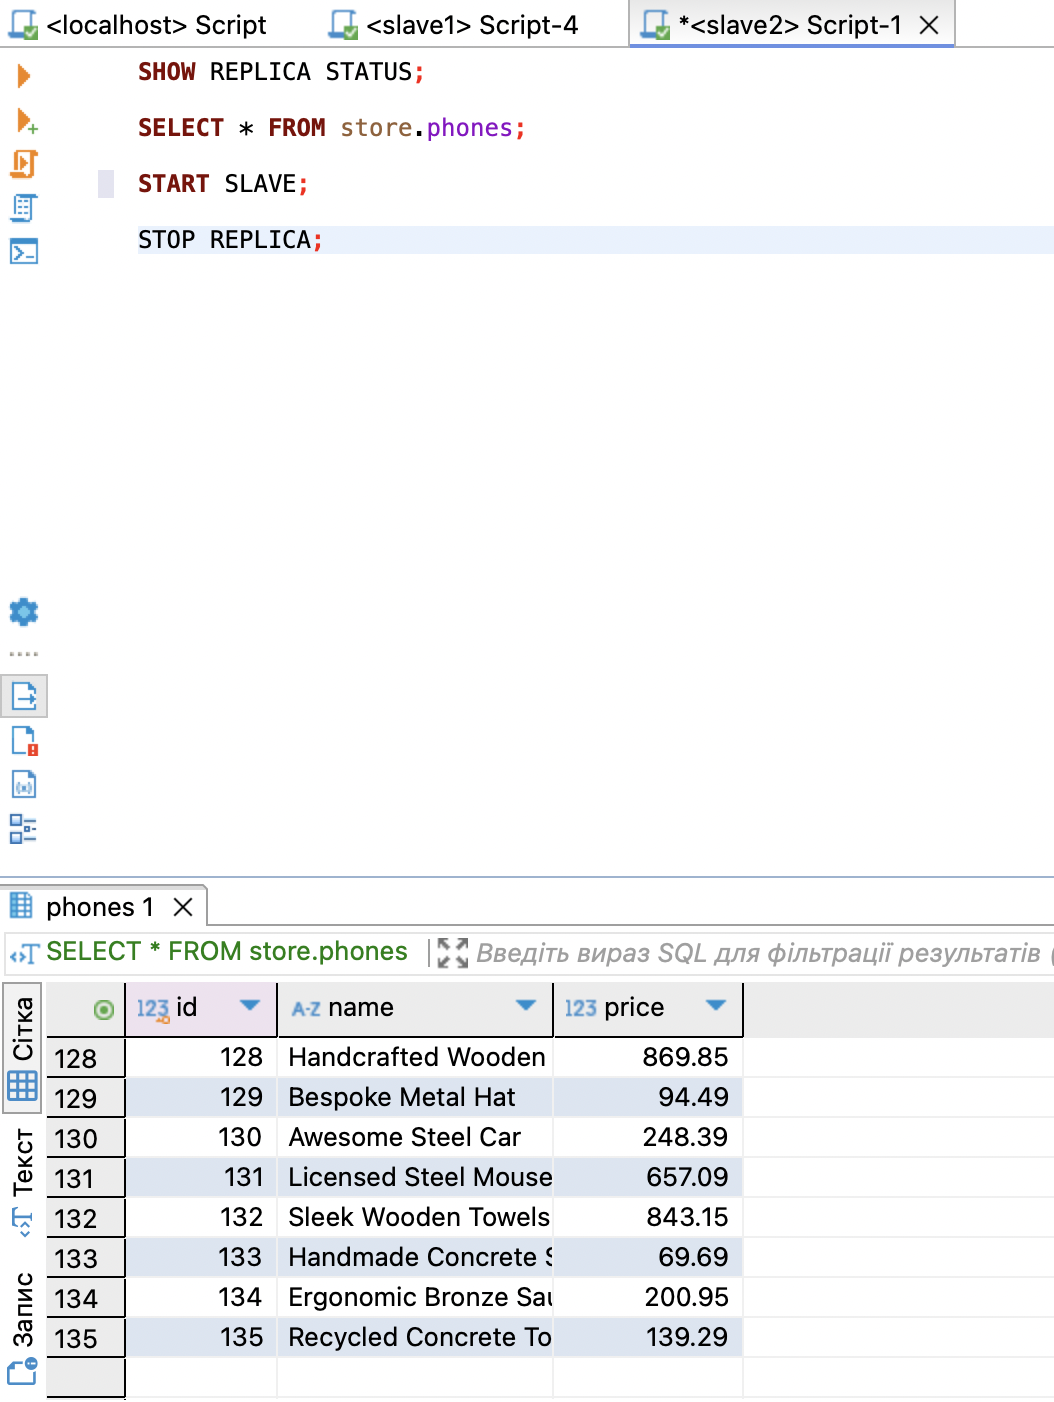 <localhost> Script
<slave1> Script-4
*<slave2> Script-1
SHOW REPLICA STATUS;
SELECT * FROM store.phones;
START SLAVE;
STOP REPLICA;
phones 1
SELECT * FROM store.phones
Введіть вираз SQL для фільтрації результатів (
Сітка
Текст
Запис
123 id
A-Z name
123 price
128 128 Handcrafted Wooden 869.85
129 129 Bespoke Metal Hat 94.49
130 130 Awesome Steel Car 248.39
131 131 Licensed Steel Mouse 657.09
132 132 Sleek Wooden Towels 843.15
133 133 Handmade Concrete S 69.69
134 134 Ergonomic Bronze Sau 200.95
135 135 Recycled Concrete To 139.29